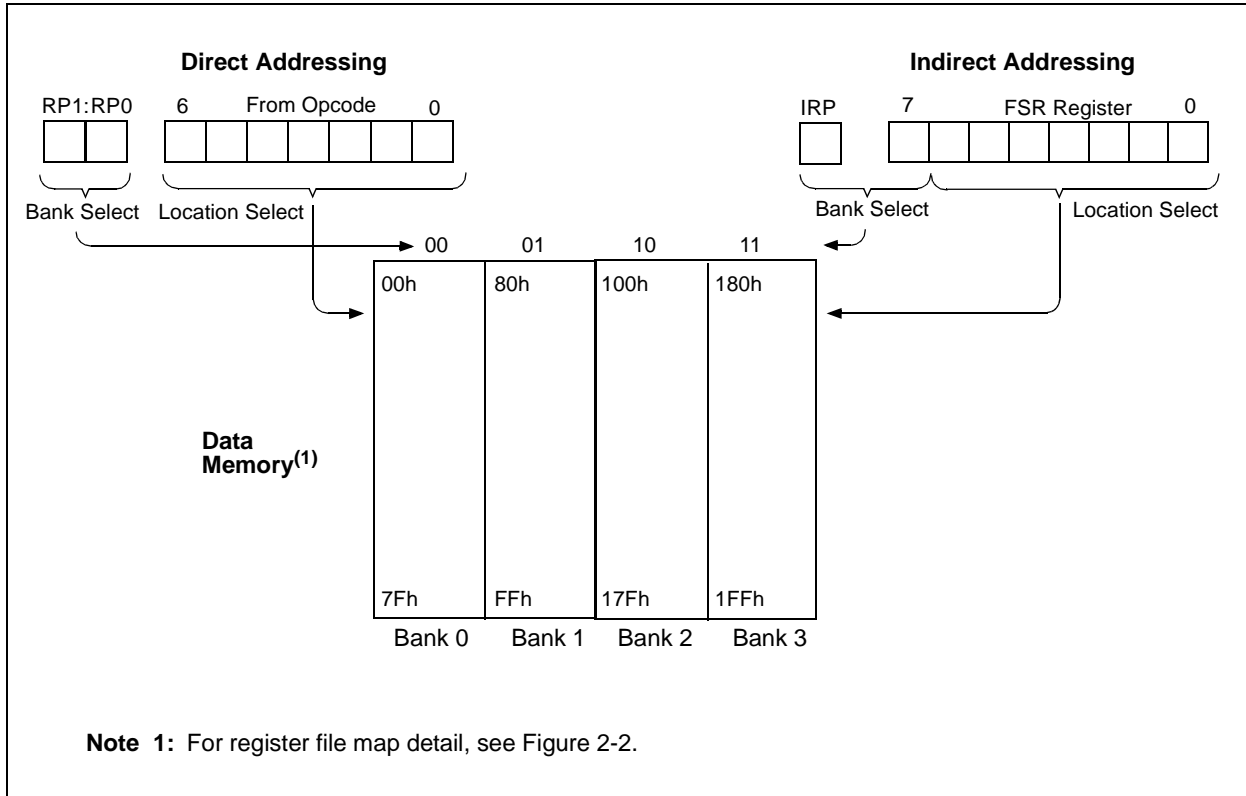 Direct Addressing
Indirect Addressing
RP1:RP0 6 From Opcode 0
IRP 7 FSR Register 0
Bank Select Location Select
Bank Select Location Select
00 01 10 11
00h 80h 100h 180h
Data
Memory(1)
7Fh FFh 17Fh 1FFh
Bank 0 Bank 1 Bank 2 Bank 3
Note 1: For register file map detail, see Figure 2-2.